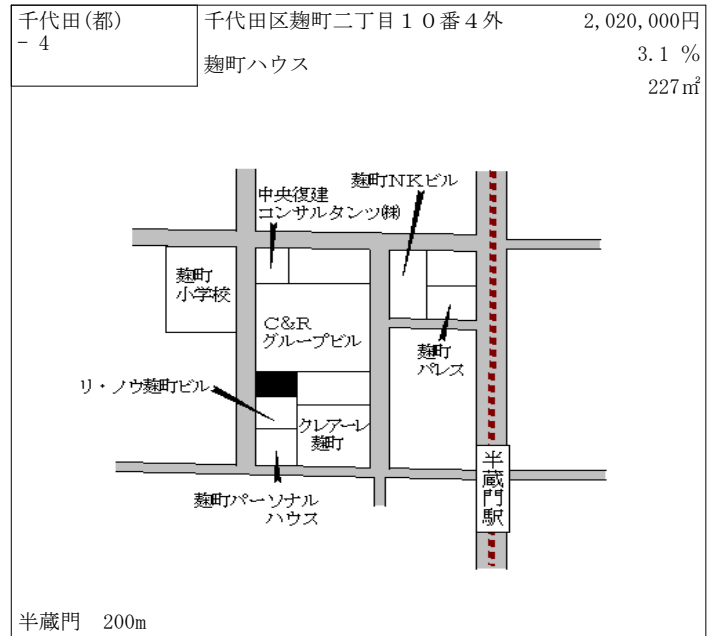 千代田(都)
- 4
千代田区麹町二丁目１０番４外
2,020,000円
麹町ハウス
3.1 %
227㎡
麹町NKビル
中央復建
コンサルタンツ㈱
麹町
小学校
C&R
グループビル
麹町
パレス
リ・ノウ麹町ビル
クレアーレ
麹町
半蔵門駅
麹町パーソナル
ハウス
半蔵門　200m